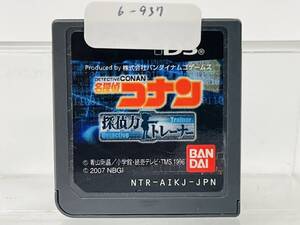 6-937
DS
Produced by 株式会社バンダイナムコゲームス
DETECTIVE CONAN
名探偵コナン
探偵力トレーナー
Detective Trainer
© 青山剛昌/小学館・読売テレビ・TMS 1996
© 2007 NBGI
BANDAI
NTR-AIKJ-JPN